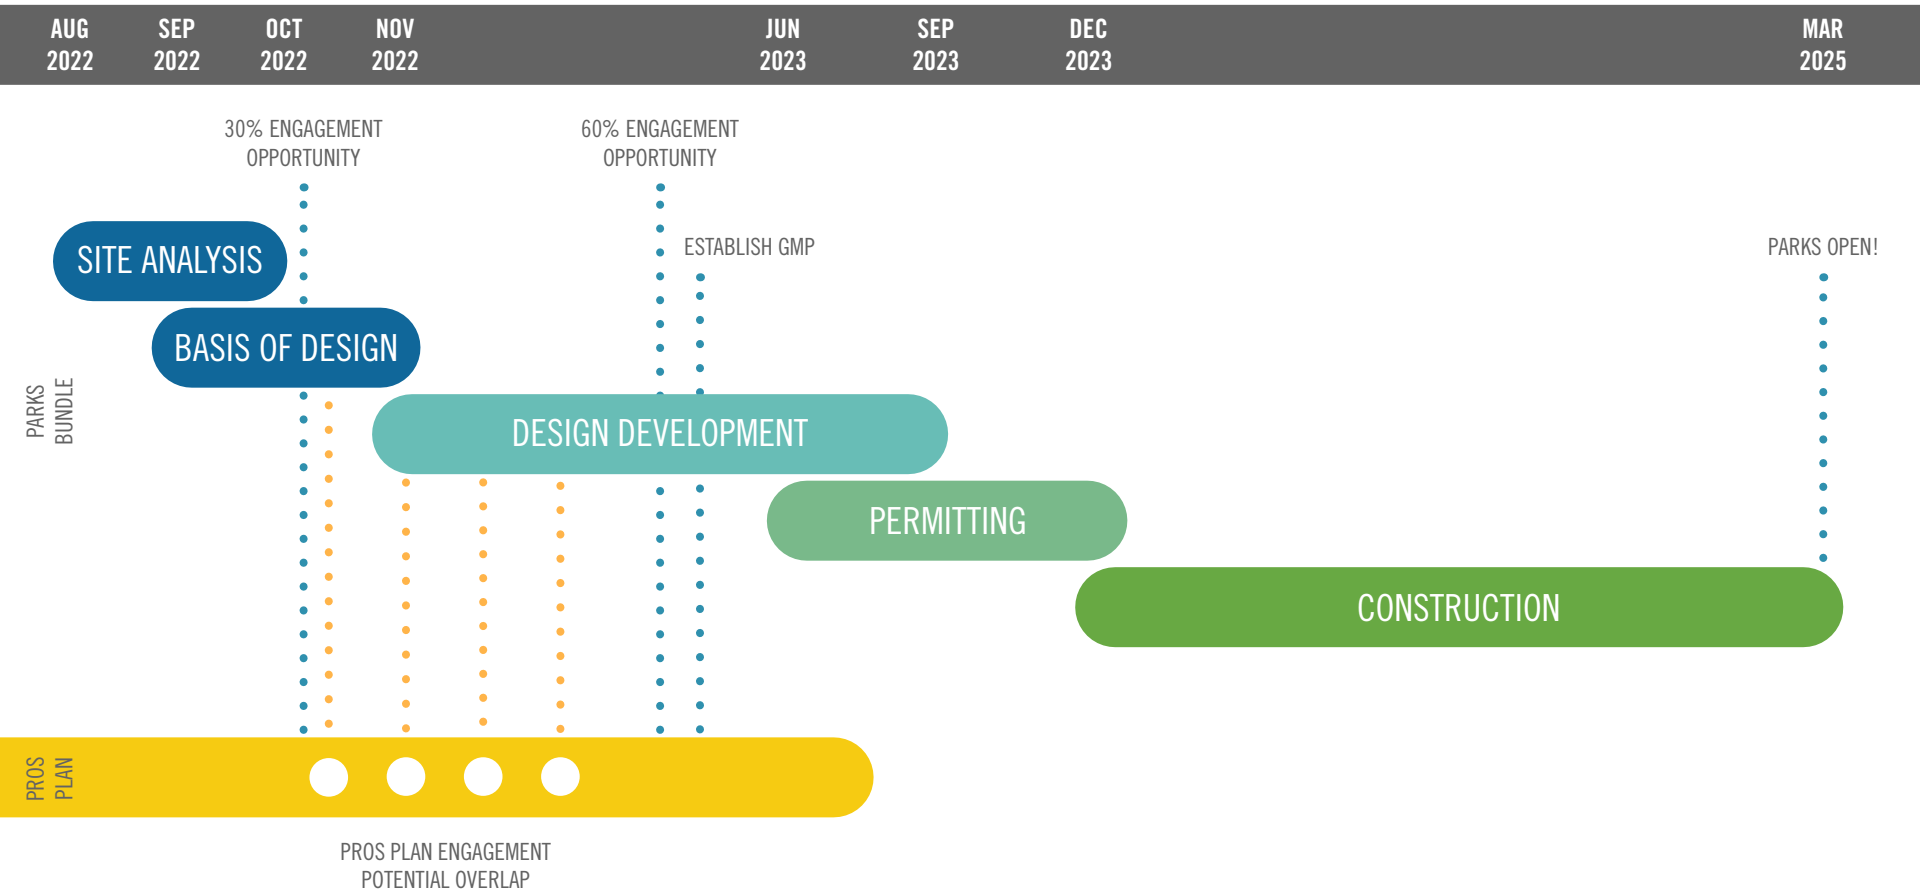 AUG
2022
SEP
2022
OCT
2022
NOV
2022
JUN
2023
SEP
2023
DEC
2023
MAR
2025
30% ENGAGEMENT
OPPORTUNITY
60% ENGAGEMENT
OPPORTUNITY
ESTABLISH GMP
PARKS OPEN!
SITE ANALYSIS
BASIS OF DESIGN
PARKS
BUNDLE
DESIGN DEVELOPMENT
PERMITTING
CONSTRUCTION
PROS
PLAN
PROS PLAN ENGAGEMENT
POTENTIAL OVERLAP